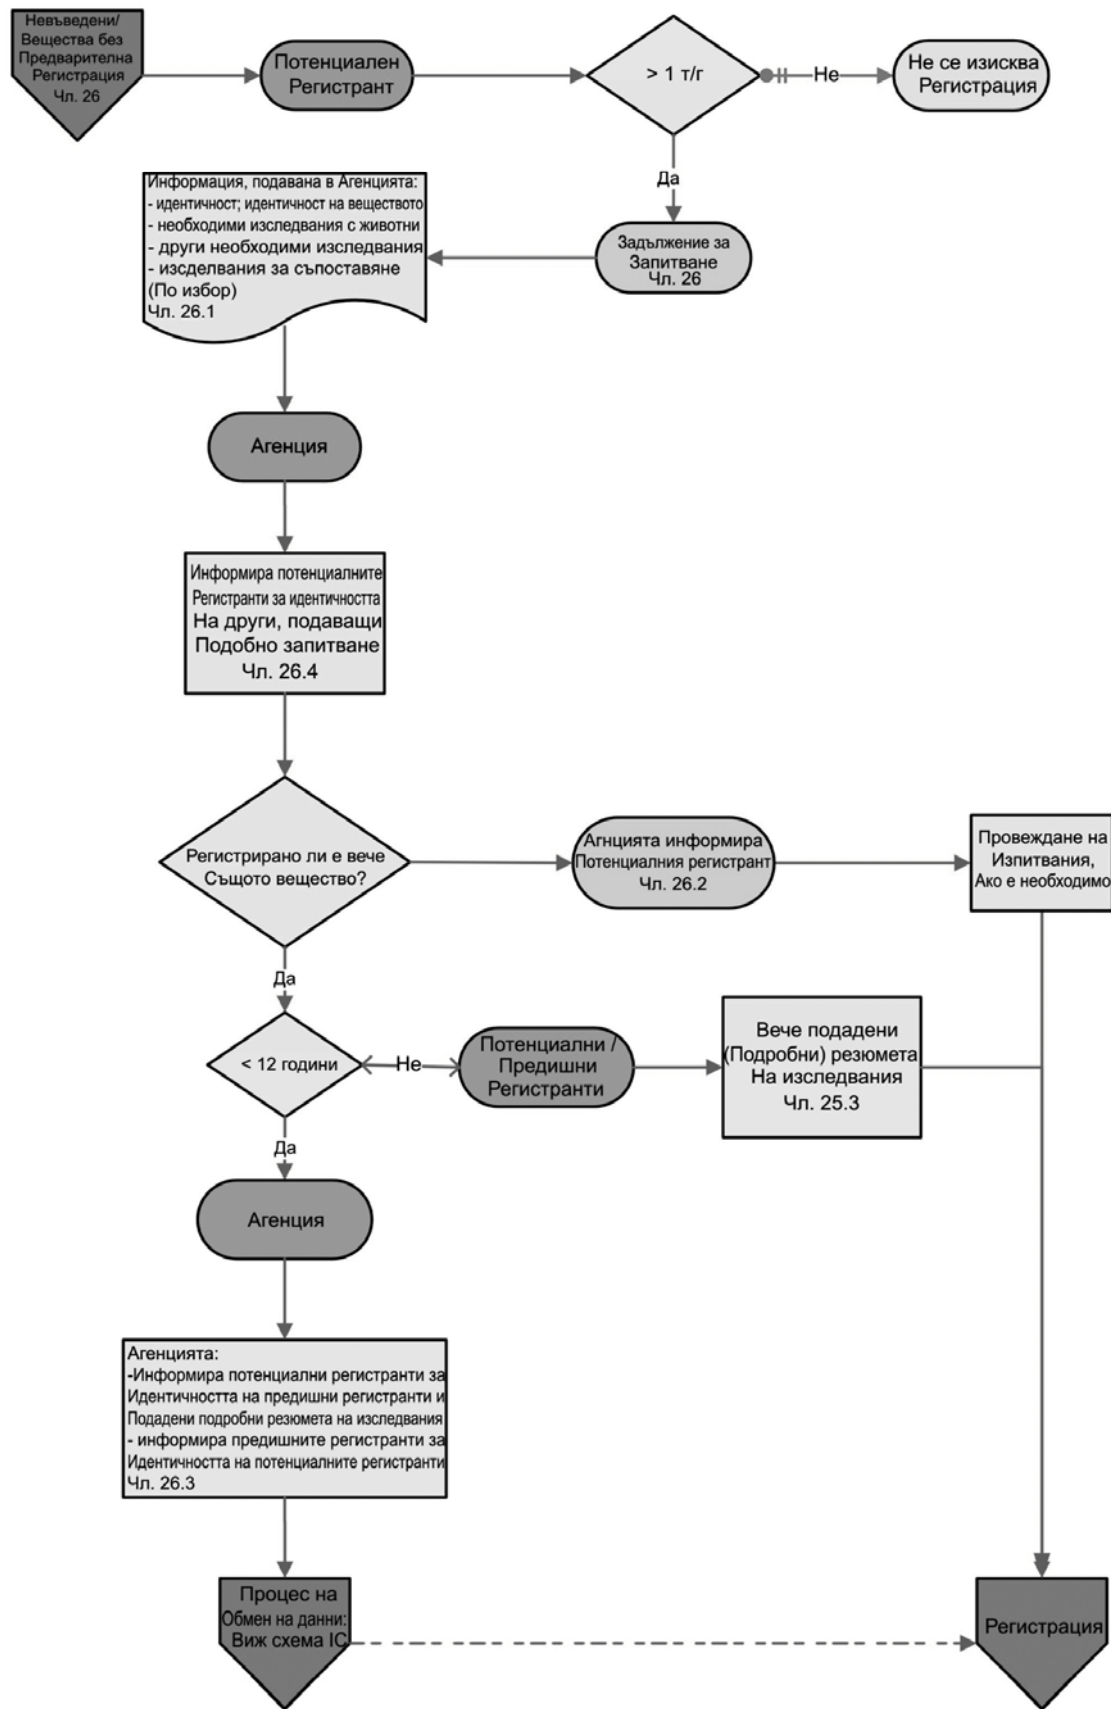 Невъведени/
Вещества без
Предварителна
Регистрация
Чл. 26
Потенциален
Регистрант
> 1 т/г
Не
Не се изисква
Регистрация
Да
Информация, подавана в Агенцията:
- идентичност; идентичност на веществото
- необходими изследвания с животни
- други необходими изследвания
- изсделвания за съпоставяне
(По избор)
Чл. 26.1
Задължение за
Запитване
Чл. 26
Агенция
Информира потенциалните
Регистранти за идентичността
На други, подаващи
Подобно запитване
Чл. 26.4
Регистрирано ли е вече
Същото вещество?
Агнцията информира
Потенциалния регистрант
Чл. 26.2
Провеждане на
Изпитвания,
Ако е необходимо
Да
< 12 години
Не
Потенциални /
Предишни
Регистранти
Вече подадени
(Подробни) резюмета
На изследвания
Чл. 25.3
Да
Агенция
Агенцията:
-Информира потенциални регистранти за
Идентичността на предишни регистранти и
Подадени подробни резюмета на изследвания
- информира предишните регистранти за
Идентичността на потенциалните регистранти
Чл. 26.3
Процес на
Обмен на данни:
Виж схема IC
Регистрация